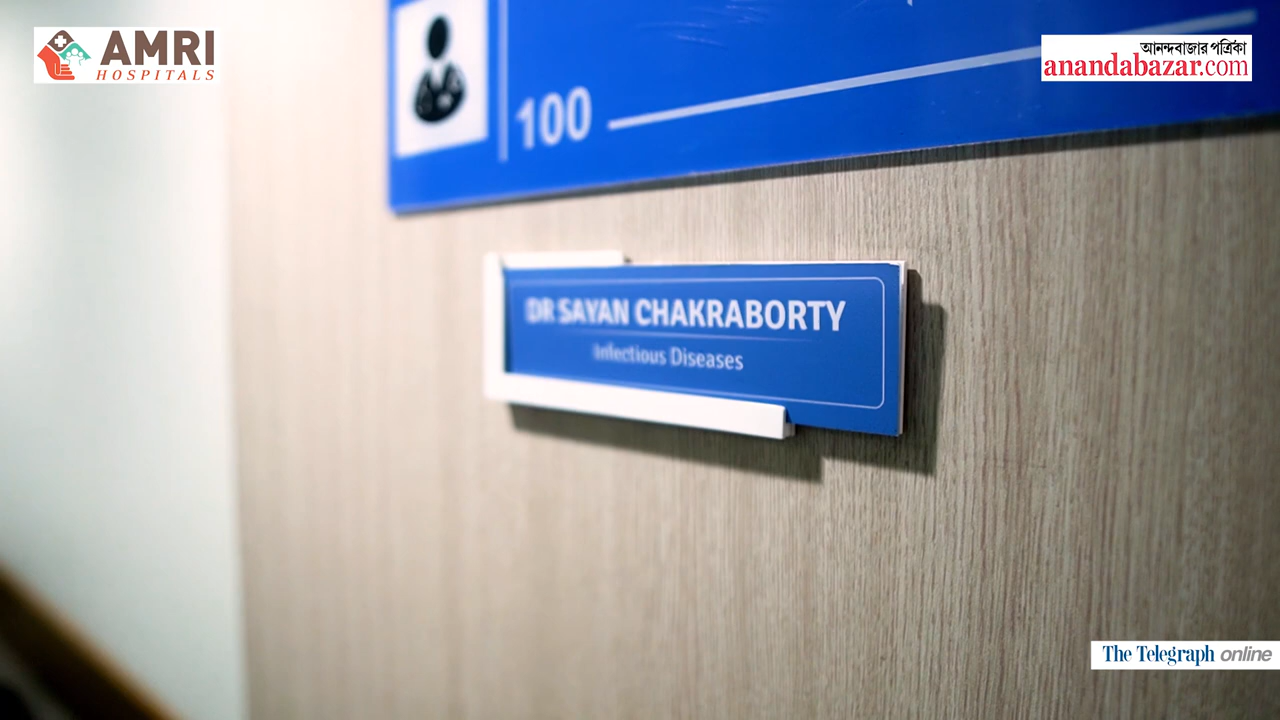 AMRI
HOSPITALS
আনন্দবাজার পত্রিকা
anandabazar.com
100
DR SAYAN CHAKRABORTY
Infectious Diseases
The Telegraph online